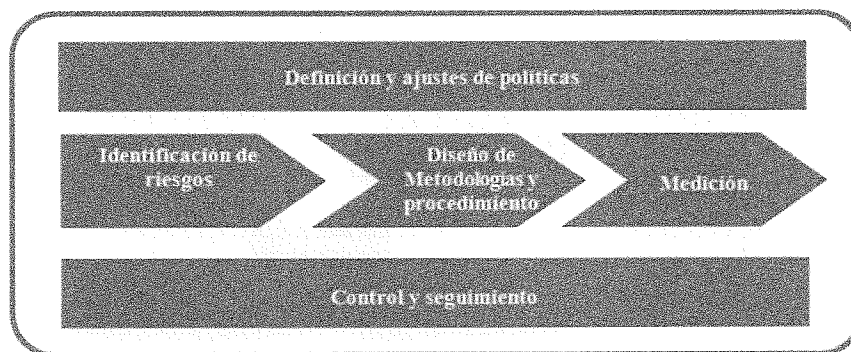 Definición y ajustes de políticas
Identificación de
riesgos
Diseño de
Metodologías y
procedimiento
Medición
Control y seguimiento